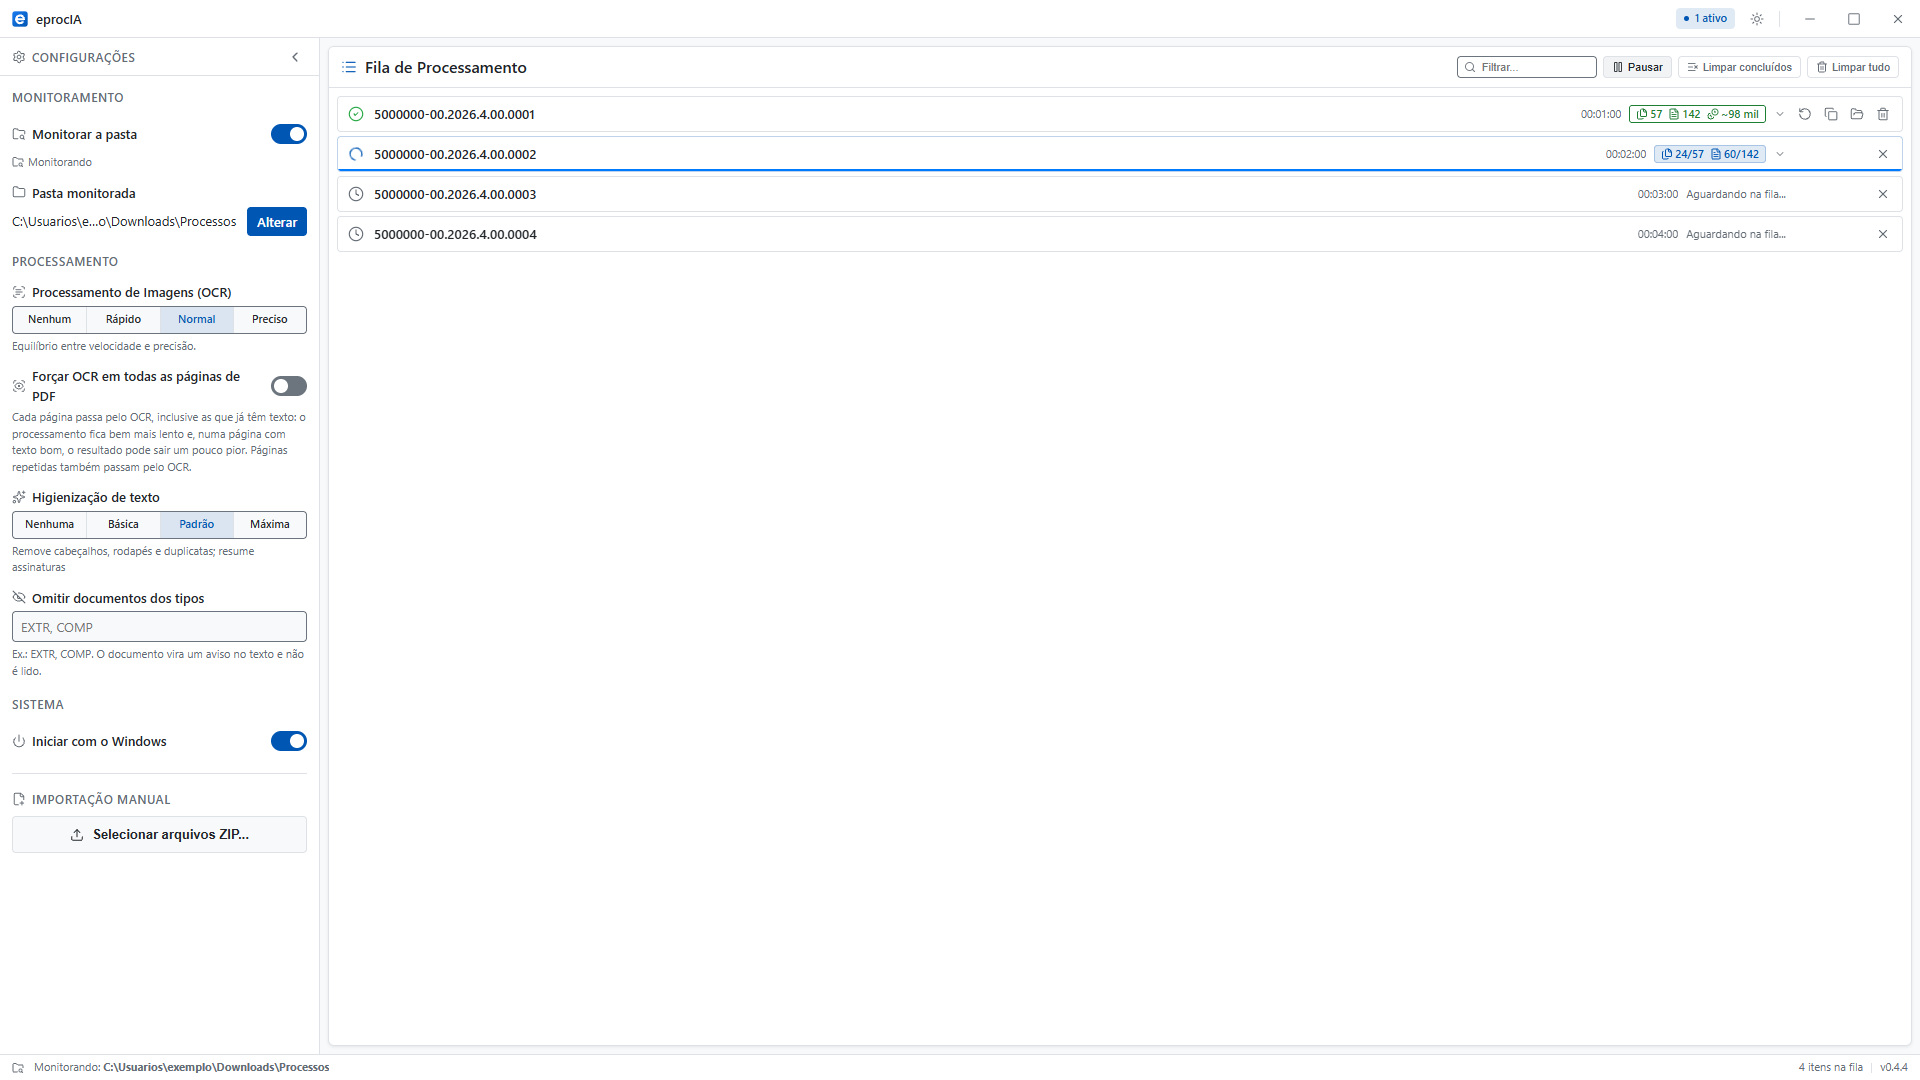 eprocIA
1 ativo
CONFIGURAÇÕES
MONITORAMENTO
Monitorar a pasta
Monitorando
Pasta monitorada
C:\Usuarios\e...o\Downloads\Processos
Alterar
PROCESSAMENTO
Processamento de Imagens (OCR)
Nenhum Rápido Normal Preciso
Equilíbrio entre velocidade e precisão.
Forçar OCR em todas as páginas de
PDF
Cada página passa pelo OCR, inclusive as que já têm texto: o
processamento fica bem mais lento e, numa página com
texto bom, o resultado pode sair um pouco pior. Páginas
repetidas também passam pelo OCR.
Higienização de texto
Nenhuma Básica Padrão Máxima
Remove cabeçalhos, rodapés e duplicatas; resume
assinaturas
Omitir documentos dos tipos
EXTR, COMP
Ex.: EXTR, COMP. O documento vira um aviso no texto e não
é lido.
SISTEMA
Iniciar com o Windows
IMPORTAÇÃO MANUAL
Selecionar arquivos ZIP...
Fila de Processamento
Filtrar...
Pausar
Limpar concluídos
Limpar tudo
5000000-00.2026.4.00.0001 00:01:00 57 142 ~98 mil
5000000-00.2026.4.00.0002 00:02:00 24/57 60/142
5000000-00.2026.4.00.0003 00:03:00 Aguardando na fila...
5000000-00.2026.4.00.0004 00:04:00 Aguardando na fila...
Monitorando: C:\Usuarios\exemplo\Downloads\Processos
4 itens na fila
v0.4.4